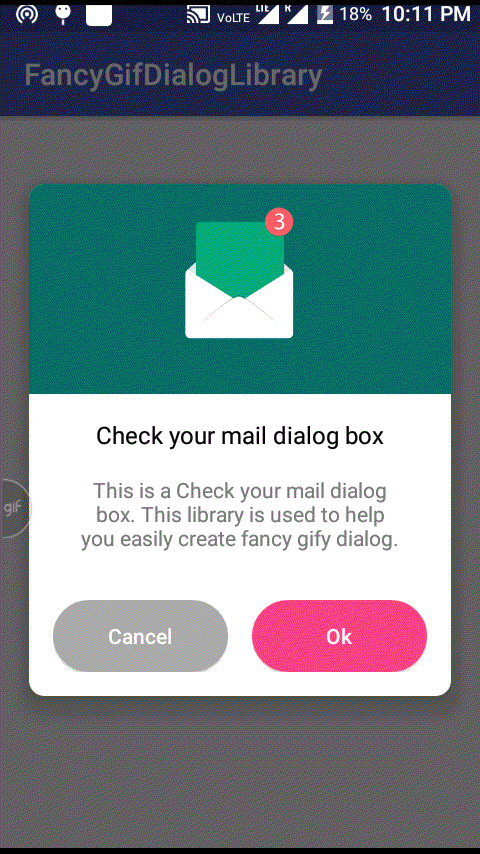 VoLTE LTE R 18% 10:11 PM
FancyGifDialogLibrary
3
Check your mail dialog box
This is a Check your mail dialog
box. This library is used to help
you easily create fancy gify dialog.
gif
Cancel Ok